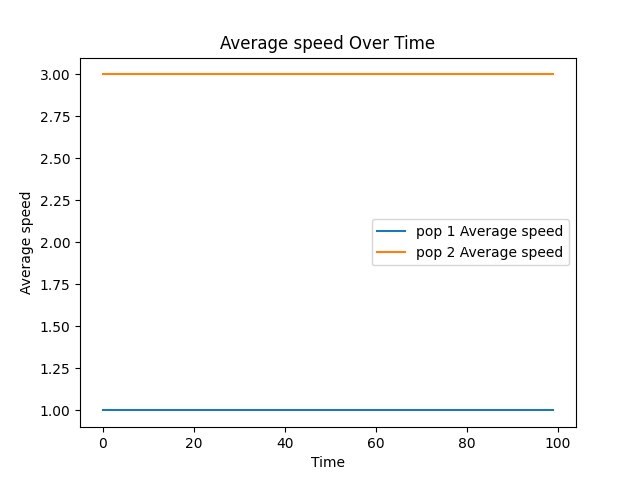 Average speed Over Time
3.00
2.75
2.50
2.25
2.00
1.75
1.50
1.25
1.00
Average speed
pop 1 Average speed
pop 2 Average speed
0 20 40 60 80 100
Time